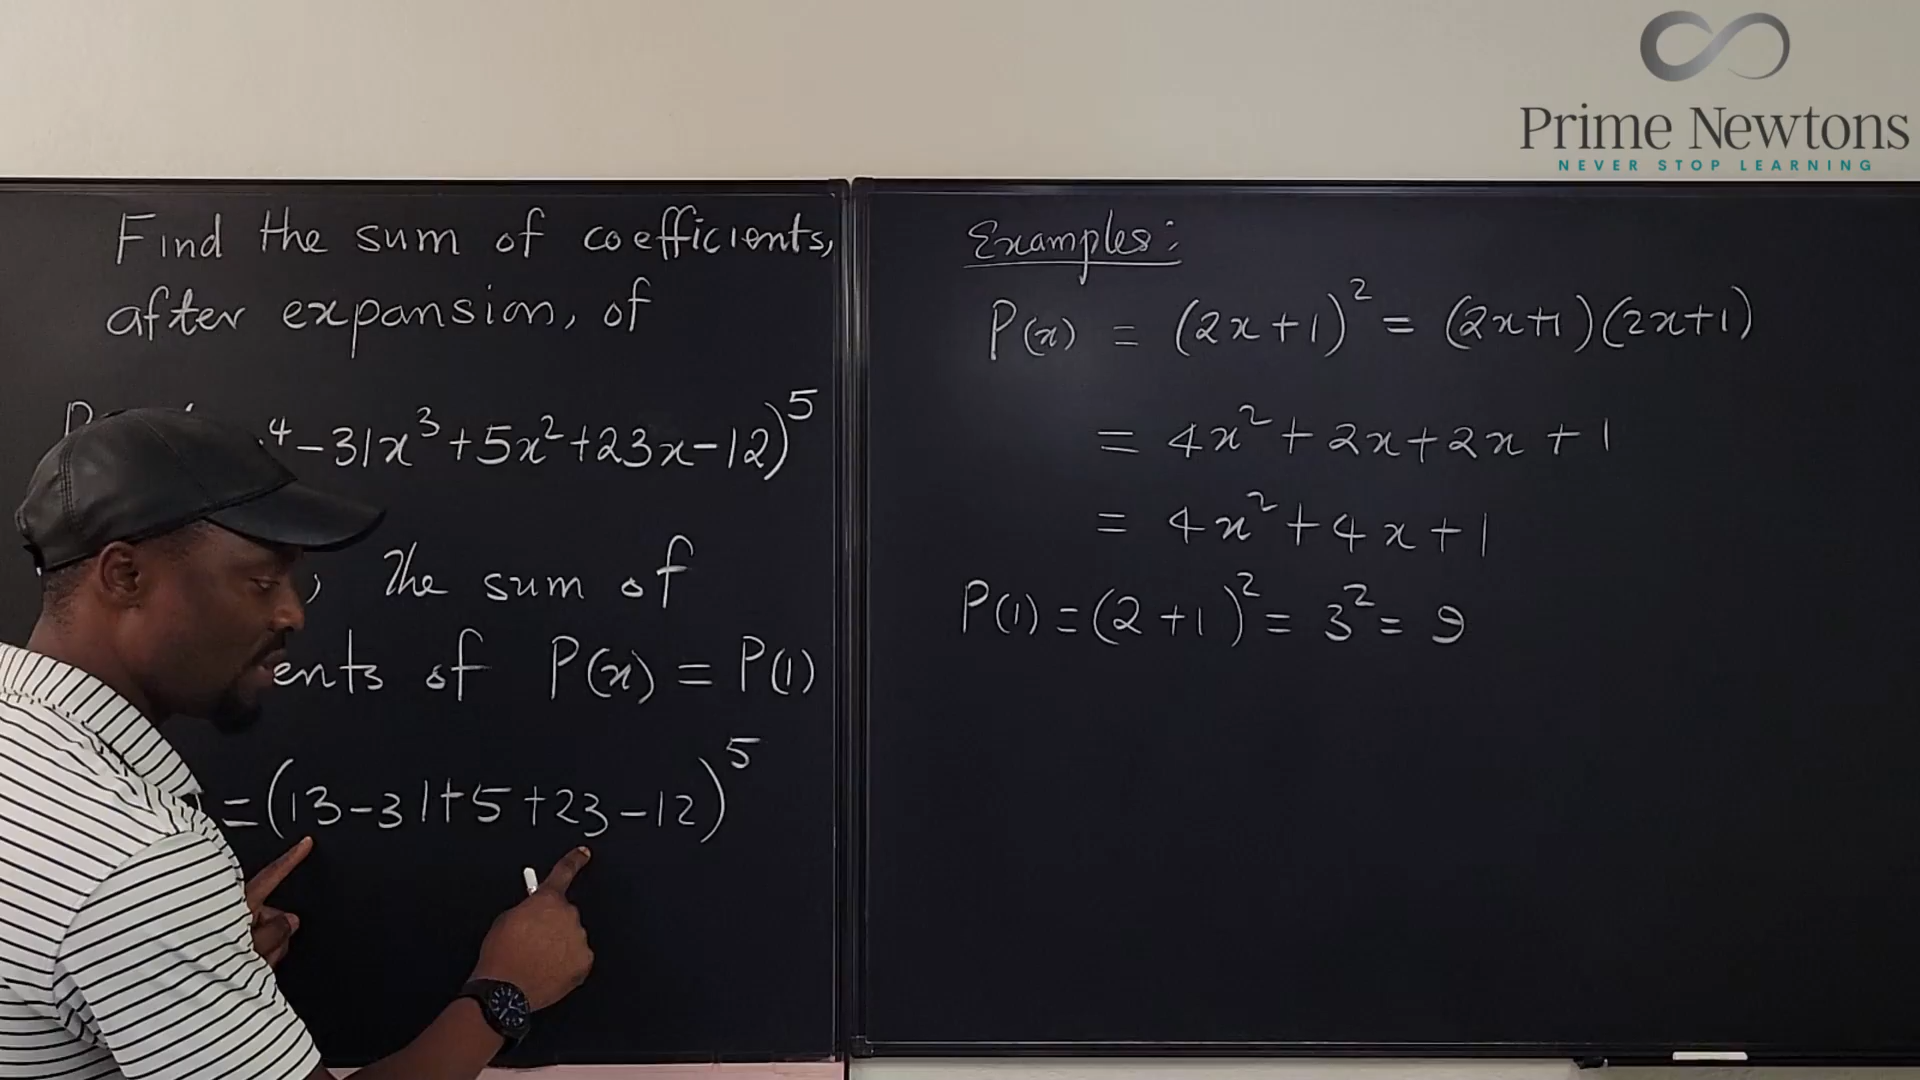 Prime Newtons
NEVER STOP LEARNING
Find the sum of coefficients,
after expansion, of
⁴ - 31x³ + 5x² + 23x - 12)⁵
, The sum of
ents of P(x) = P(1)
) = (13 - 31 + 5 + 23 - 12)⁵
Examples:
P(x) = (2x + 1)² = (2x+1)(2x+1)
= 4x² + 2x + 2x + 1
= 4x² + 4x + 1
P(1) = (2 + 1)² = 3² = 9